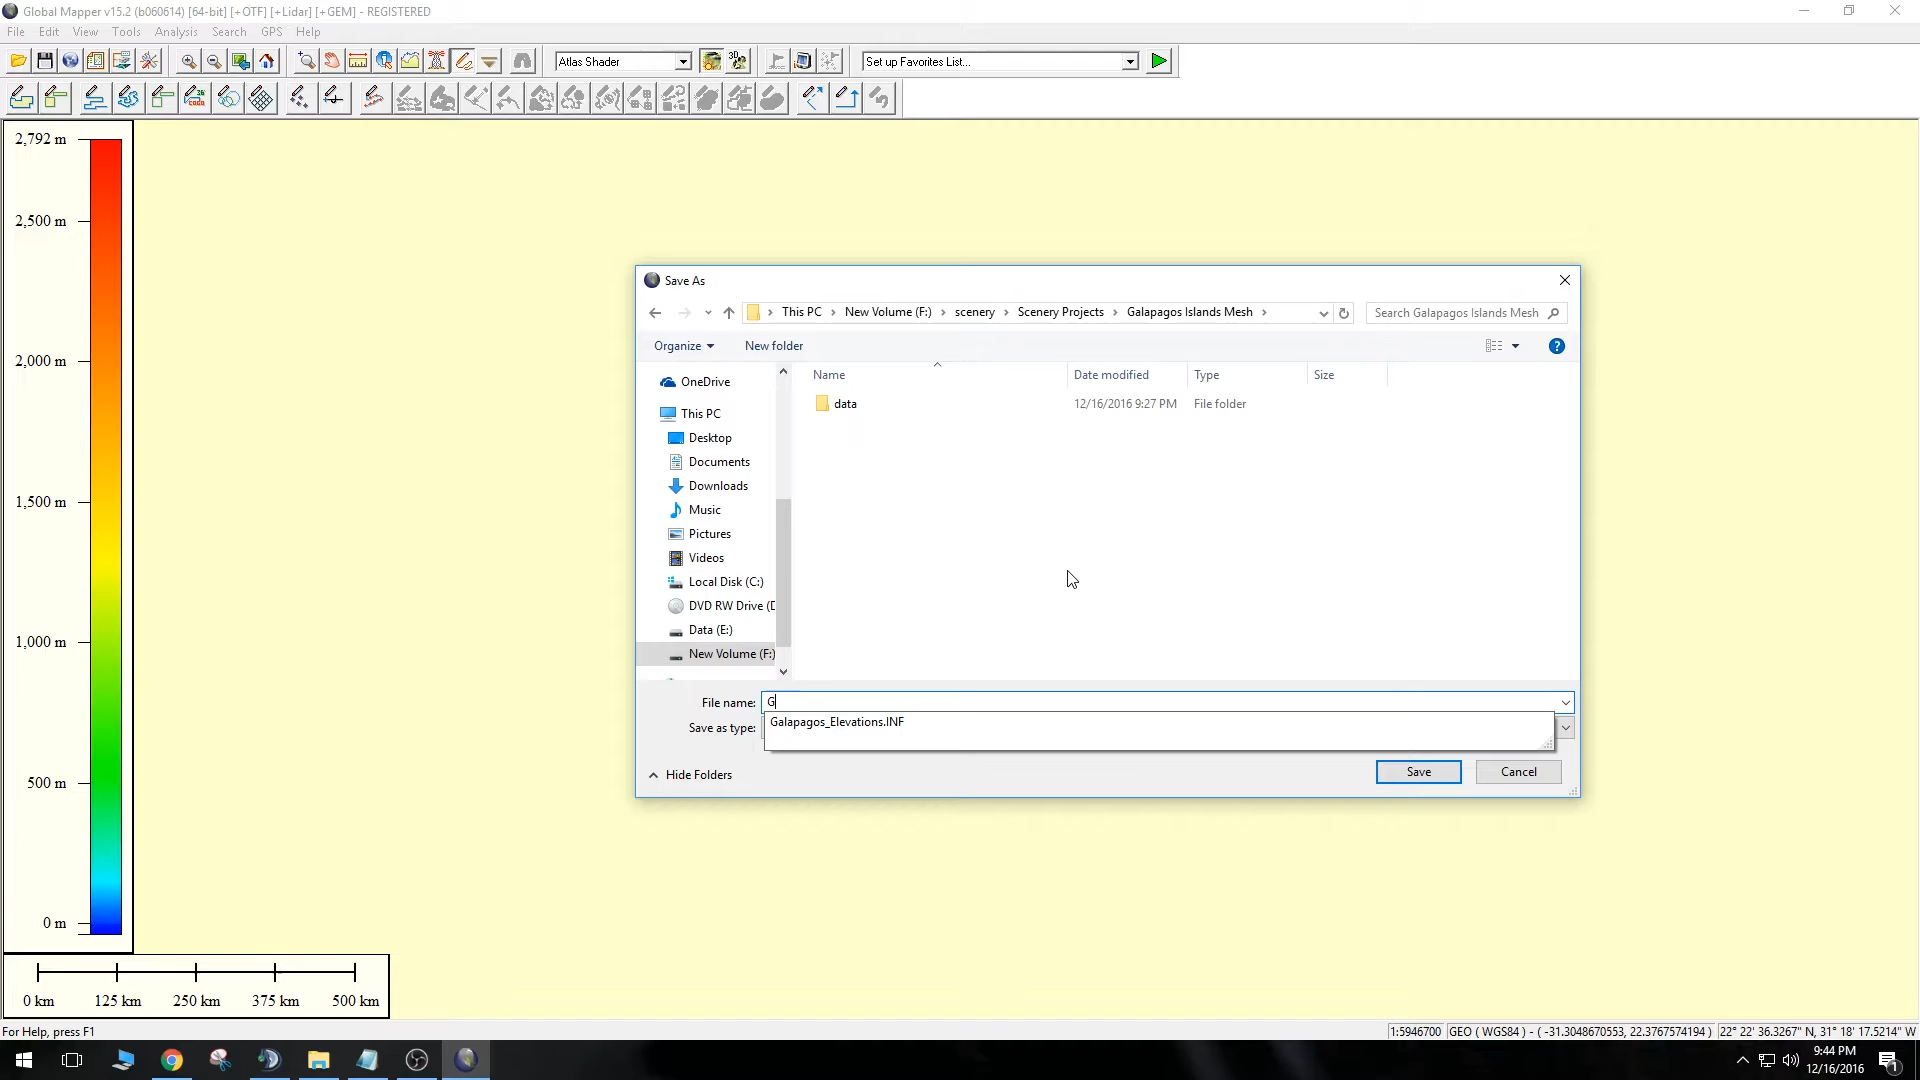 Global Mapper v15.2 (b060614) [64-bit] [+OTF] [+Lidar] [+GEM] - REGISTERED
File Edit View Tools Analysis Search GPS Help
Atlas Shader
Set up Favorites List...
2,792 m
2,500 m
2,000 m
1,500 m
1,000 m
500 m
0 m
0 km 125 km 250 km 375 km 500 km
Save As
This PC › New Volume (F:) › scenery › Scenery Projects › Galapagos Islands Mesh ›
Search Galapagos Islands Mesh
Organize New folder
Name Date modified Type Size
data 12/16/2016 9:27 PM File folder
OneDrive
This PC
Desktop
Documents
Downloads
Music
Pictures
Videos
Local Disk (C:)
DVD RW Drive (D
Data (E:)
New Volume (F:)
File name: G
Galapagos_Elevations.INF
Save as type:
Hide Folders
Save Cancel
For Help, press F1
1:5946700 GEO ( WGS84 ) - ( -31.3048670553, 22.3767574194 ) 22° 22' 36.3267" N, 31° 18' 17.5214" W
9:44 PM
12/16/2016
1